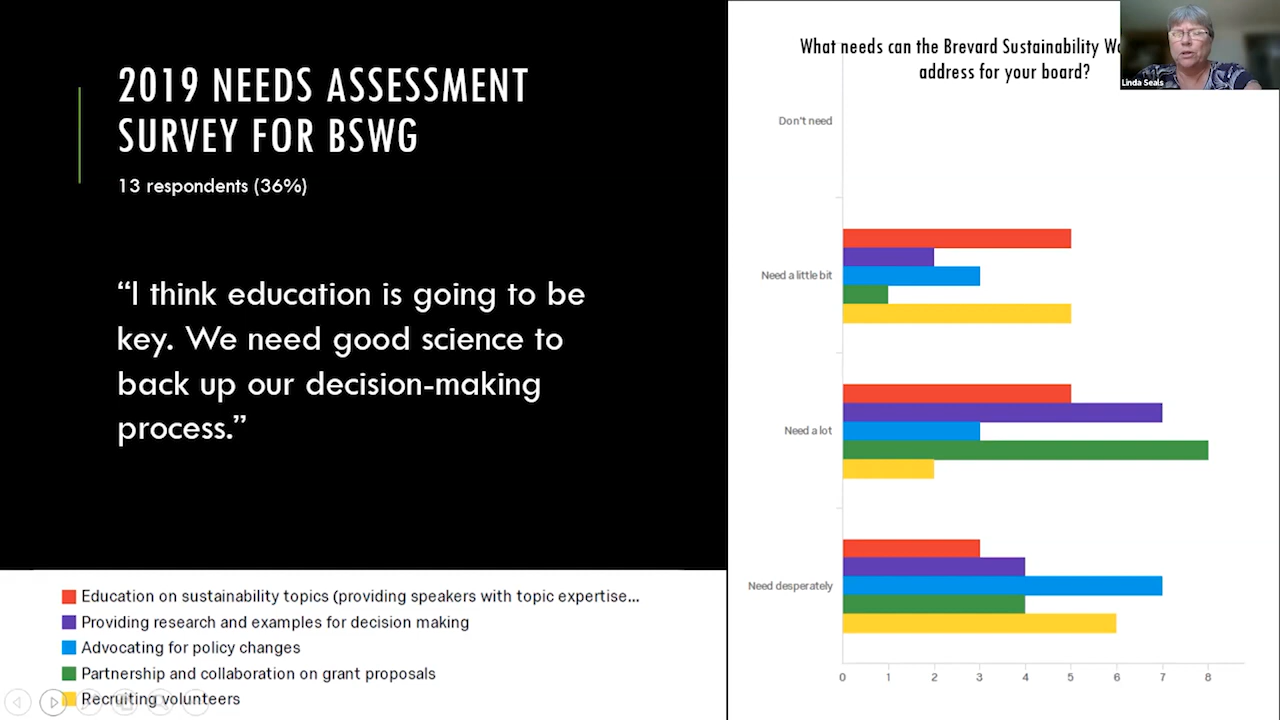 2019 NEEDS ASSESSMENT
SURVEY FOR BSWG
13 respondents (36%)
“I think education is going to be
key. We need good science to
back up our decision-making
process.”
Education on sustainability topics (providing speakers with topic expertise...
Providing research and examples for decision making
Advocating for policy changes
Partnership and collaboration on grant proposals
Recruiting volunteers
What needs can the Brevard Sustainability
address for your board?
Linda Seals
Don't need
Need a little bit
Need a lot
Need desperately
0 1 2 3 4 5 6 7 8